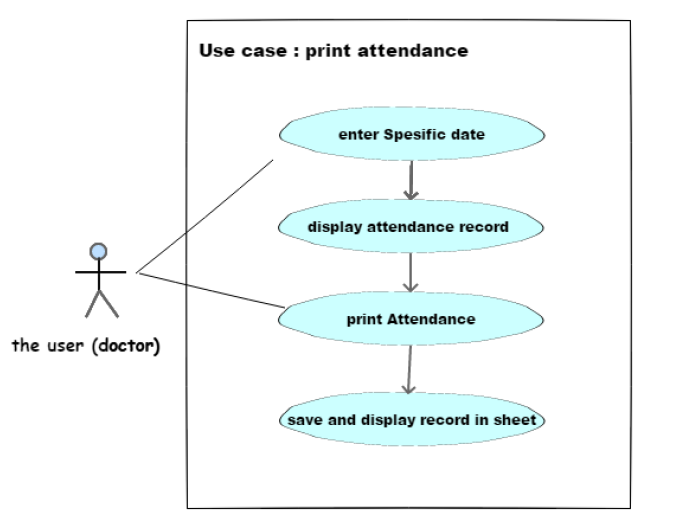 Use case : print attendance
enter Spesific date
display attendance record
print Attendance
the user (doctor)
save and display record in sheet